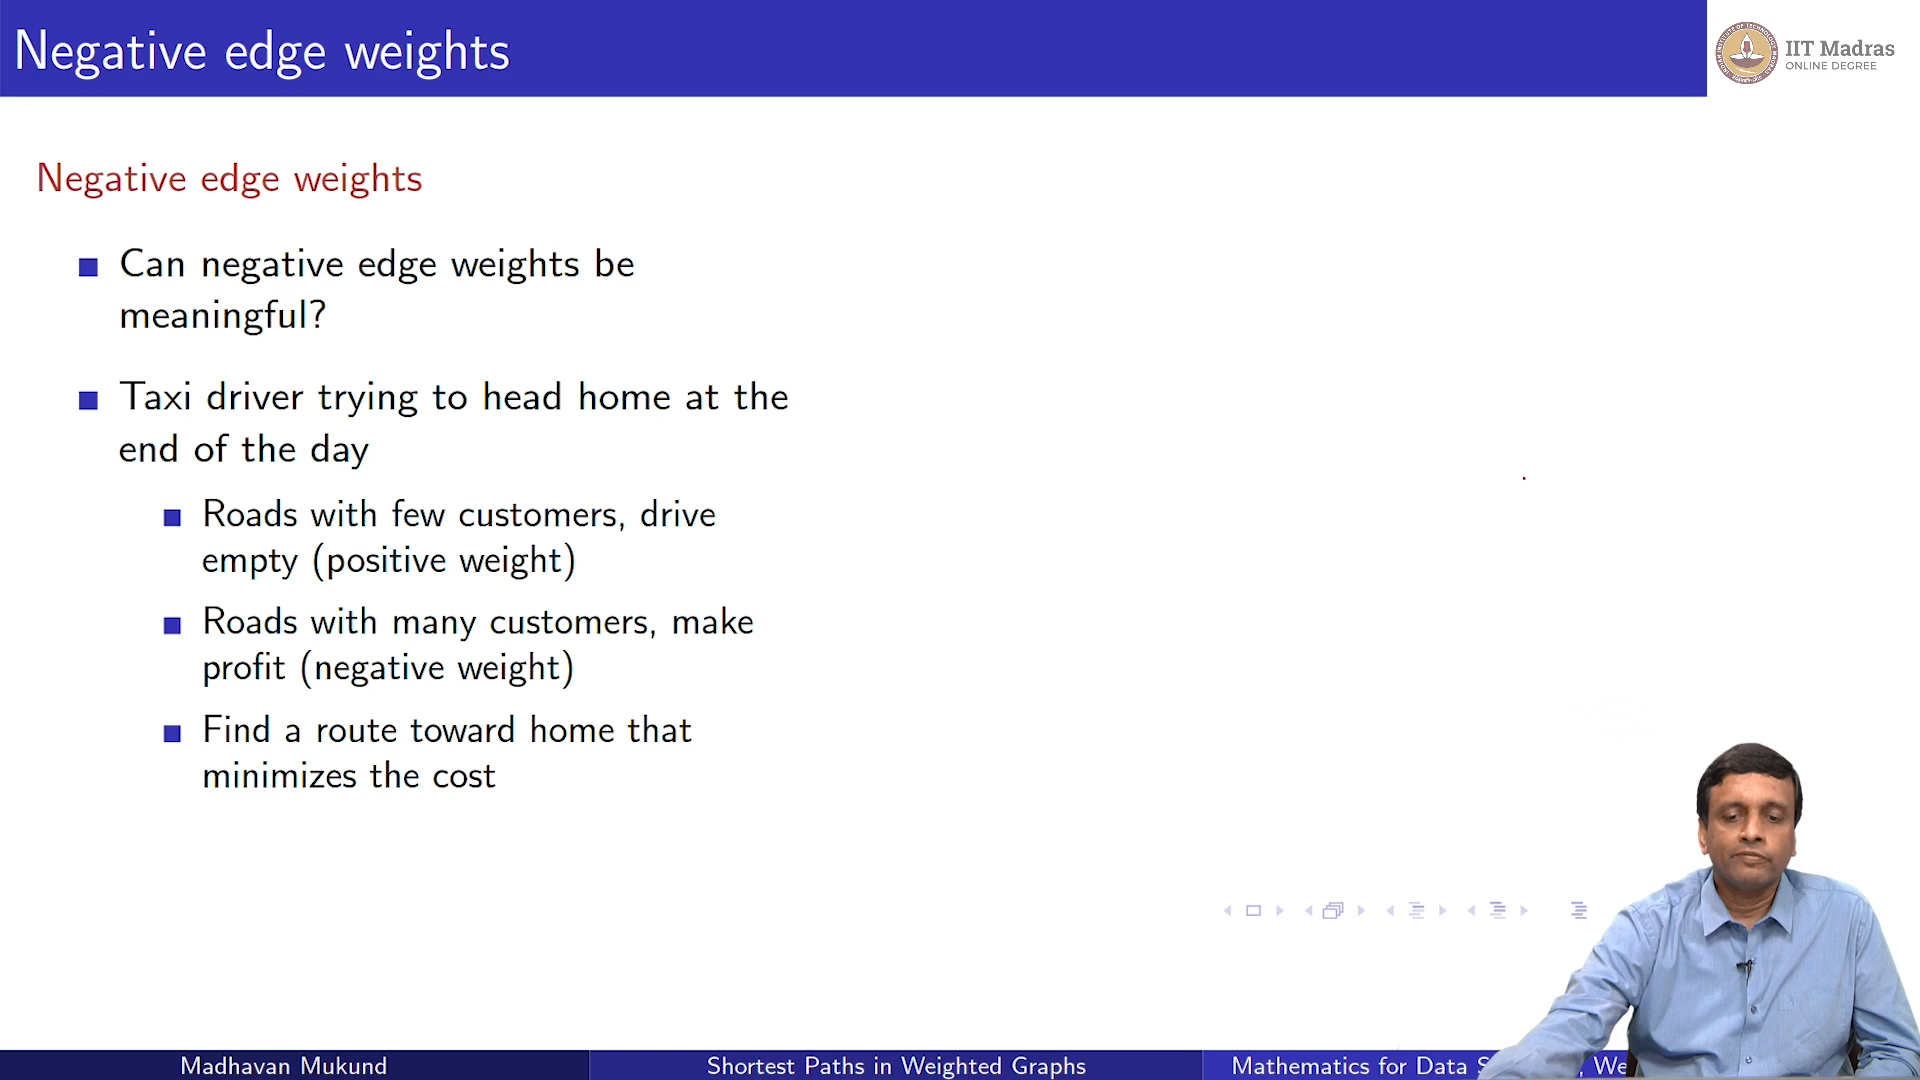 Negative edge weights
IIT Madras
ONLINE DEGREE
Negative edge weights
Can negative edge weights be
meaningful?
Taxi driver trying to head home at the
end of the day
Roads with few customers, drive
empty (positive weight)
Roads with many customers, make
profit (negative weight)
Find a route toward home that
minimizes the cost
Madhavan Mukund
Shortest Paths in Weighted Graphs
Mathematics for Data